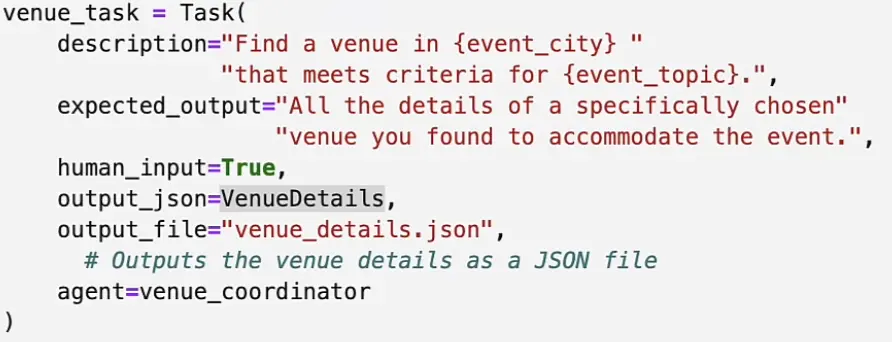 venue_task = Task(
    description="Find a venue in {event_city} "
                "that meets criteria for {event_topic}.",
    expected_output="All the details of a specifically chosen"
                    "venue you found to accommodate the event.",
    human_input=True,
    output_json=VenueDetails,
    output_file="venue_details.json",
      # Outputs the venue details as a JSON file
    agent=venue_coordinator
)